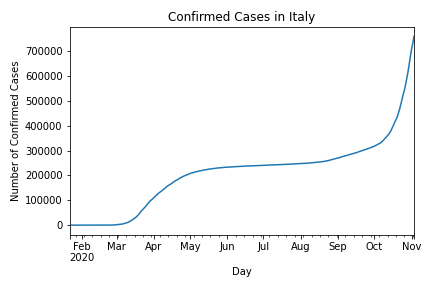 Confirmed Cases in Italy
Number of Confirmed Cases
700000
600000
500000
400000
300000
200000
100000
0
Feb Mar Apr May Jun Jul Aug Sep Oct Nov
2020
Day